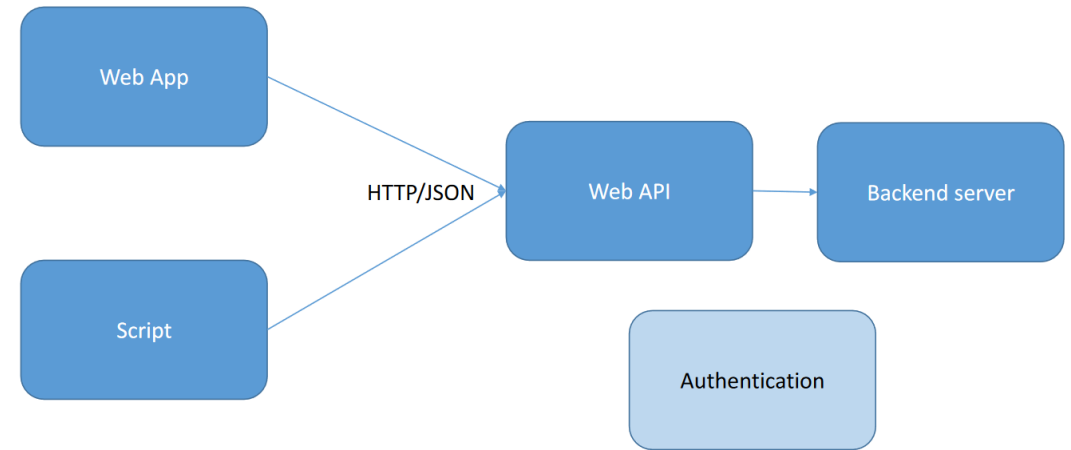 Web App
HTTP/JSON
Web API
Backend server
Script
Authentication